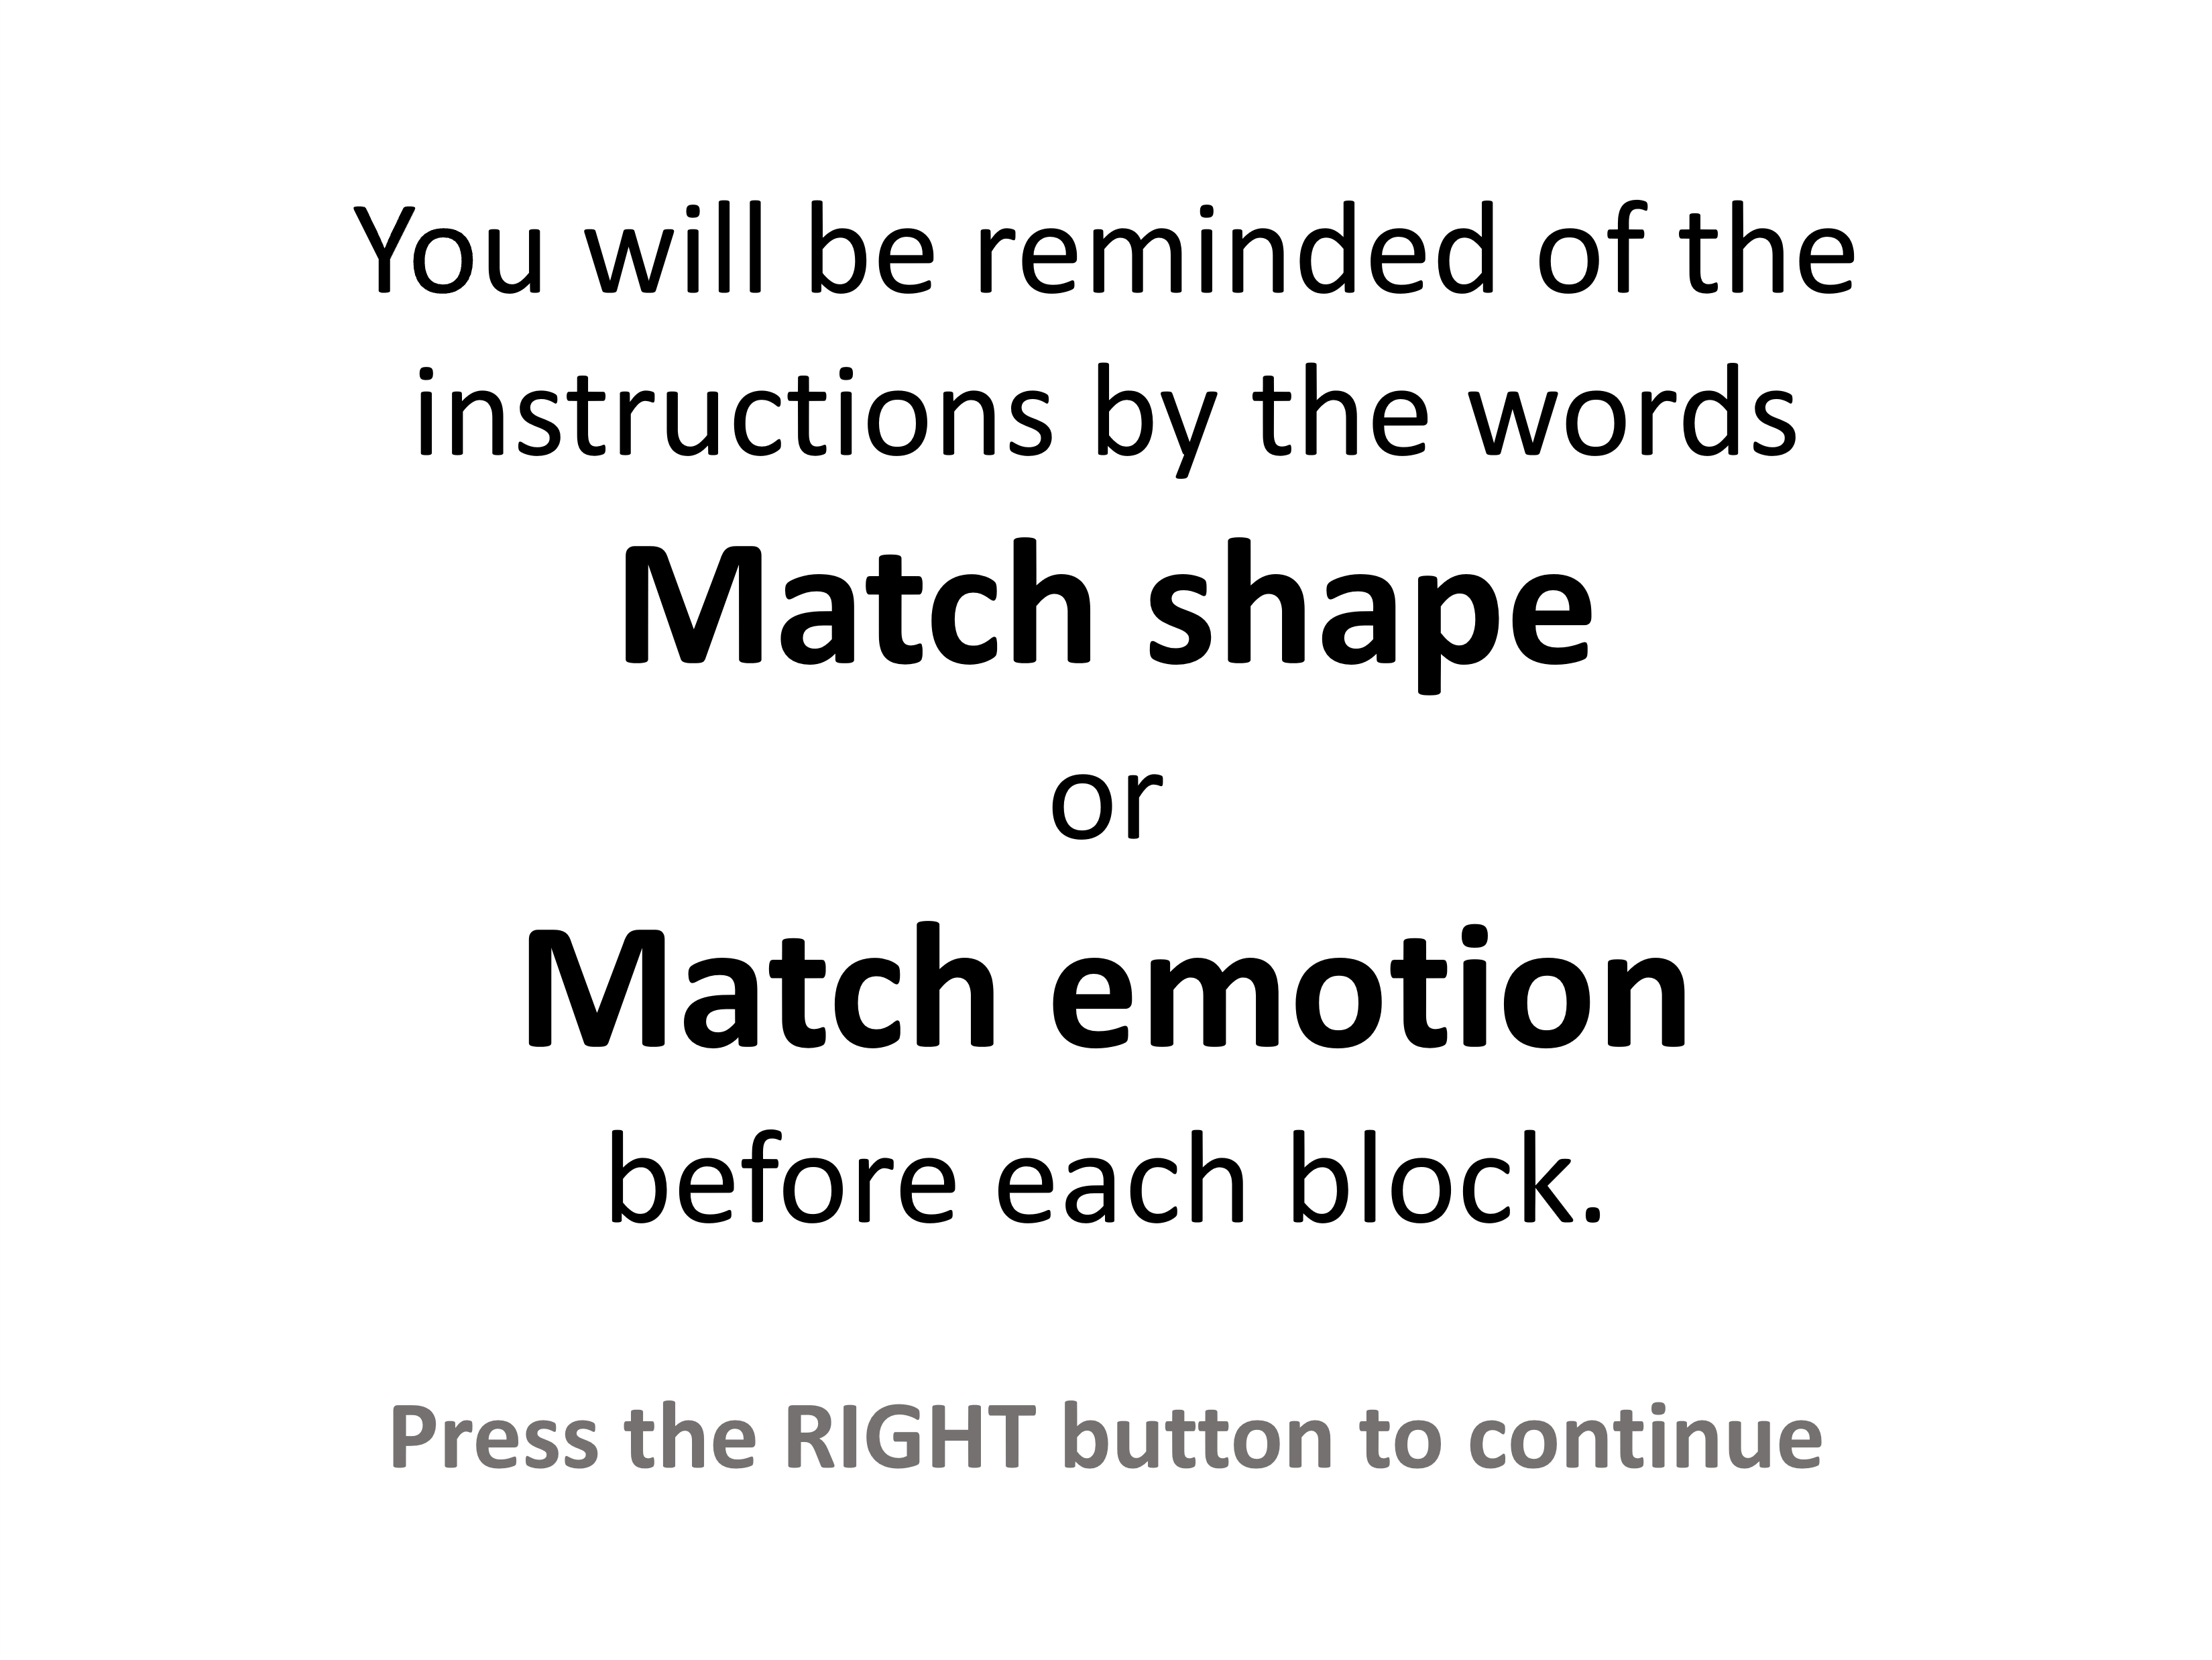 You will be reminded of the
instructions by the words
Match shape
or
Match emotion
before each block.
Press the RIGHT button to continue